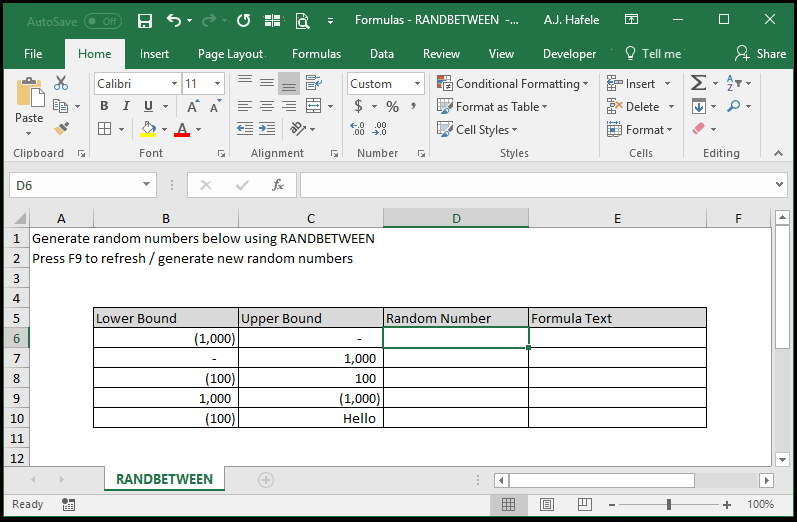 AutoSave Off Formulas - RANDBETWEEN -... A.J. Hafele
File Home Insert Page Layout Formulas Data Review View Developer Tell me Share
Calibri 11 Custom Conditional Formatting Insert
Paste B I U A A $ % , Format as Table Delete
A Cell Styles Format
Clipboard Font Alignment Number Styles Cells Editing
D6 fx
A B C D E F
1 Generate random numbers below using RANDBETWEEN
2 Press F9 to refresh / generate new random numbers
3
4
5 Lower Bound Upper Bound Random Number Formula Text
6 (1,000) -
7 - 1,000
8 (100) 100
9 1,000 (1,000)
10 (100) Hello
11
12
RANDBETWEEN
Ready 100%